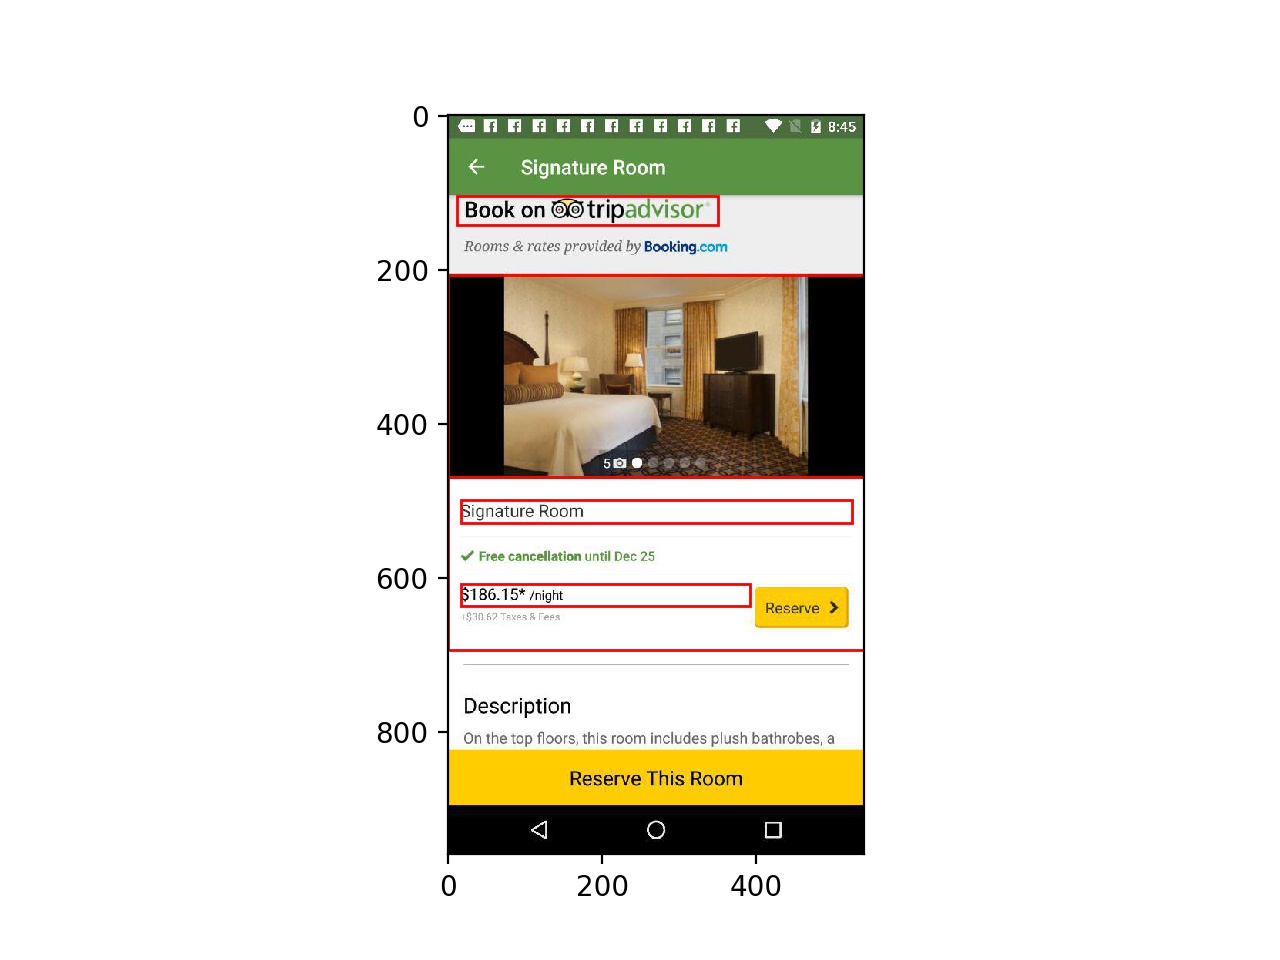 0
200
400
600
800
0
200
400
8:45
Signature Room
Book on tripadvisor®
Rooms & rates provided by Booking.com
5
Signature Room
Free cancellation until Dec 25
$186.15* /night
+$30.62 Taxes & Fees
Reserve
Description
On the top floors, this room includes plush bathrobes, a
Reserve This Room